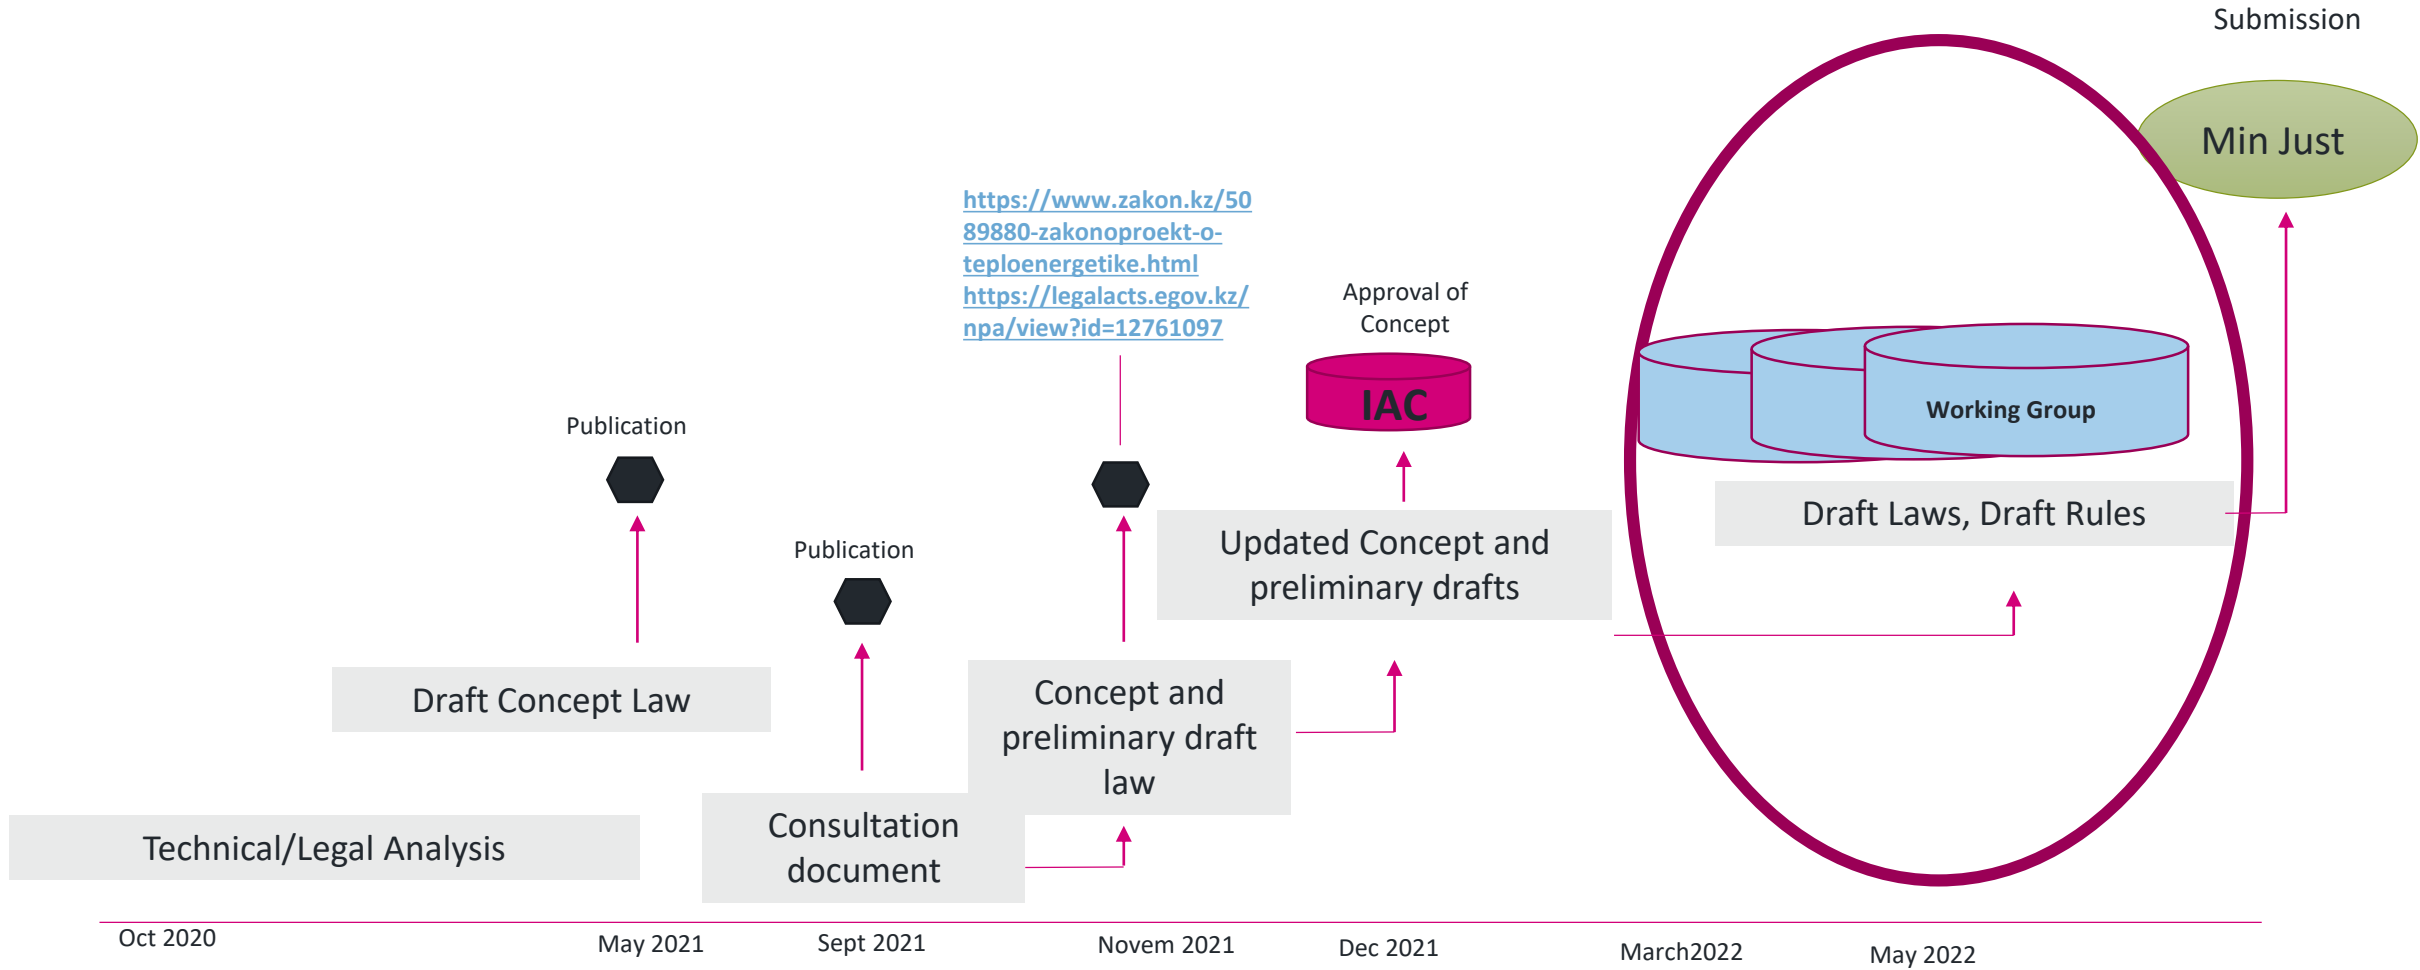 Submission
Min Just
https://www.zakon.kz/50
89880-zakonoproekt-o-
teploenergetike.html
https://legalacts.egov.kz/
npa/view?id=12761097
Approval of
Concept
IAC
Working Group
Publication
Draft Laws, Draft Rules
Updated Concept and
preliminary drafts
Publication
Draft Concept Law
Concept and
preliminary draft
law
Consultation
document
Technical/Legal Analysis
Oct 2020
May 2021
Sept 2021
Novem 2021
Dec 2021
March2022
May 2022